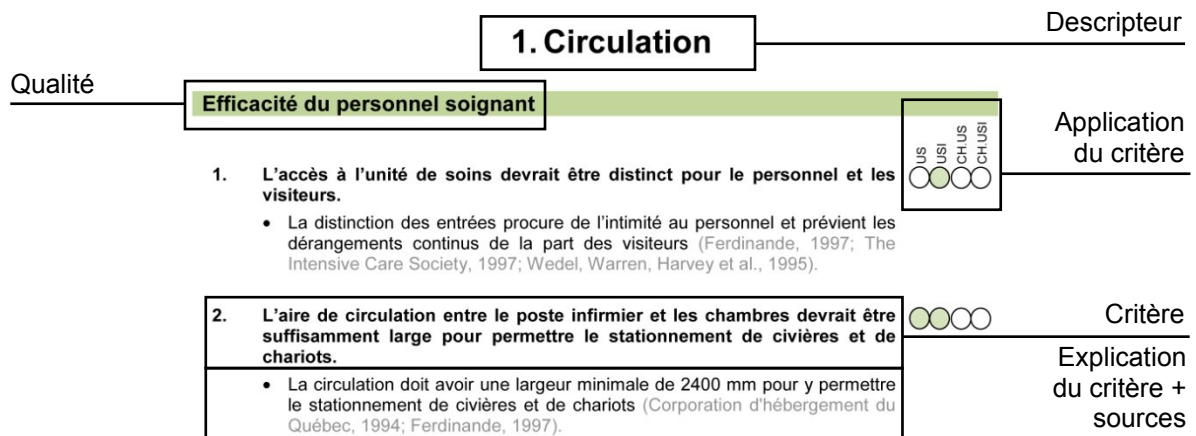 Descripteur
1. Circulation
Qualité
Efficacité du personnel soignant
Application
du critère
US
USI
CH.US
CH.USI
1. L'accès à l'unité de soins devrait être distinct pour le personnel et les
visiteurs.
• La distinction des entrées procure de l'intimité au personnel et prévient les
dérangements continus de la part des visiteurs (Ferdinande, 1997; The
Intensive Care Society, 1997; Wedel, Warren, Harvey et al., 1995).
2. L'aire de circulation entre le poste infirmier et les chambres devrait être
suffisamment large pour permettre le stationnement de civières et de
chariots.
Critère
• La circulation doit avoir une largeur minimale de 2400 mm pour y permettre
le stationnement de civières et de chariots (Corporation d'hébergement du
Québec, 1994; Ferdinande, 1997).
Explication
du critère +
sources